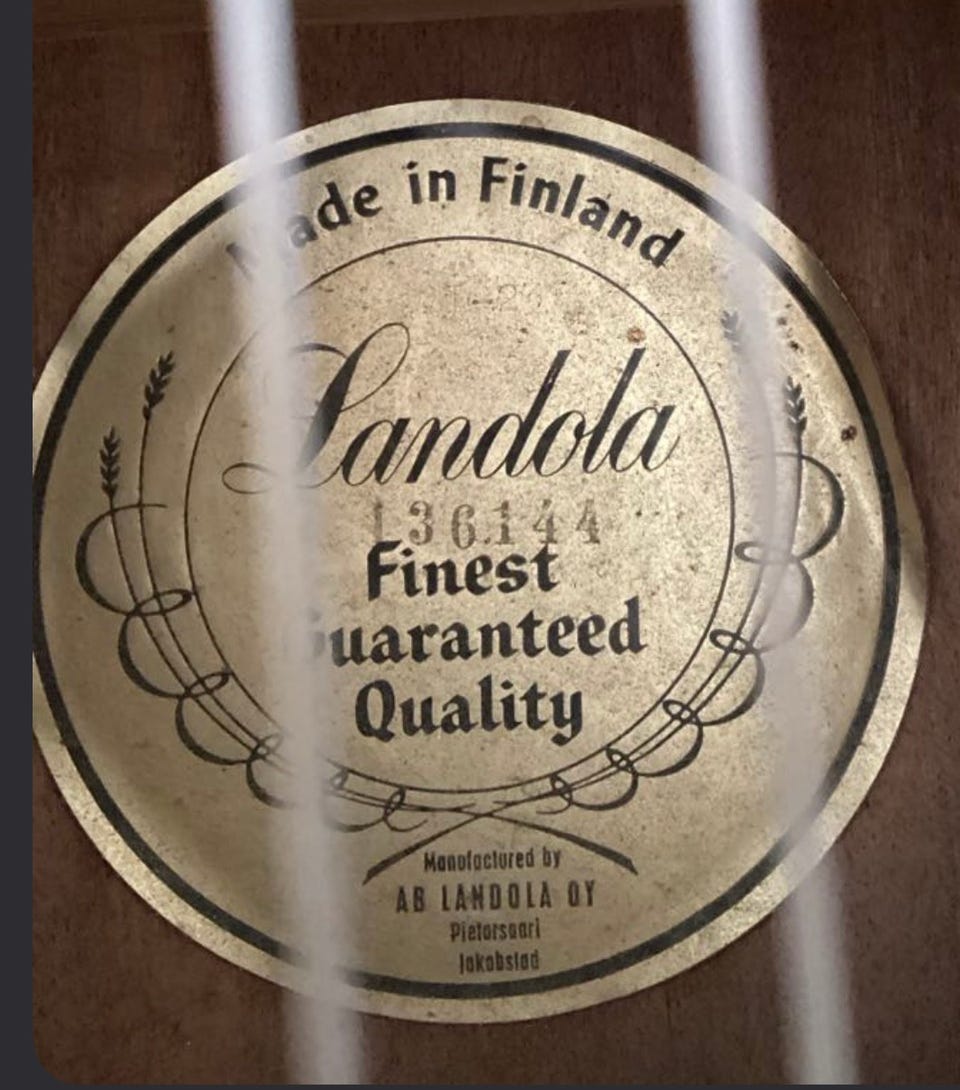 Made in Finland
Landola
136144
Finest
Guaranteed
Quality
Manufactured by
AB LANDOLA OY
Pietarsaari
Jakobstad